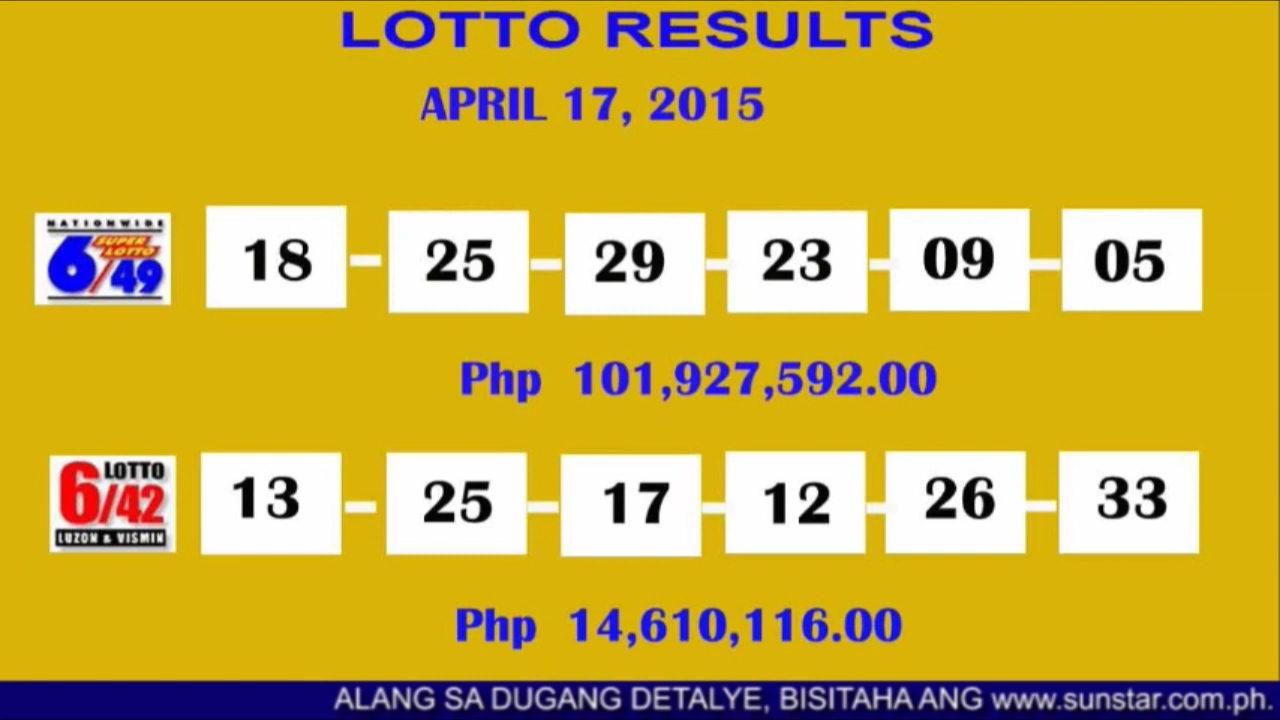 LOTTO RESULTS
APRIL 17, 2015
NATIONWIDE
SUPER
LOTTO
6/49
18 - 25 - 29 - 23 - 09 - 05
Php 101,927,592.00
LOTTO
6/42
LUZON & VISMIN
13 - 25 - 17 - 12 - 26 - 33
Php 14,610,116.00
ALANG SA DUGANG DETALYE, BISITAHA ANG www.sunstar.com.ph.